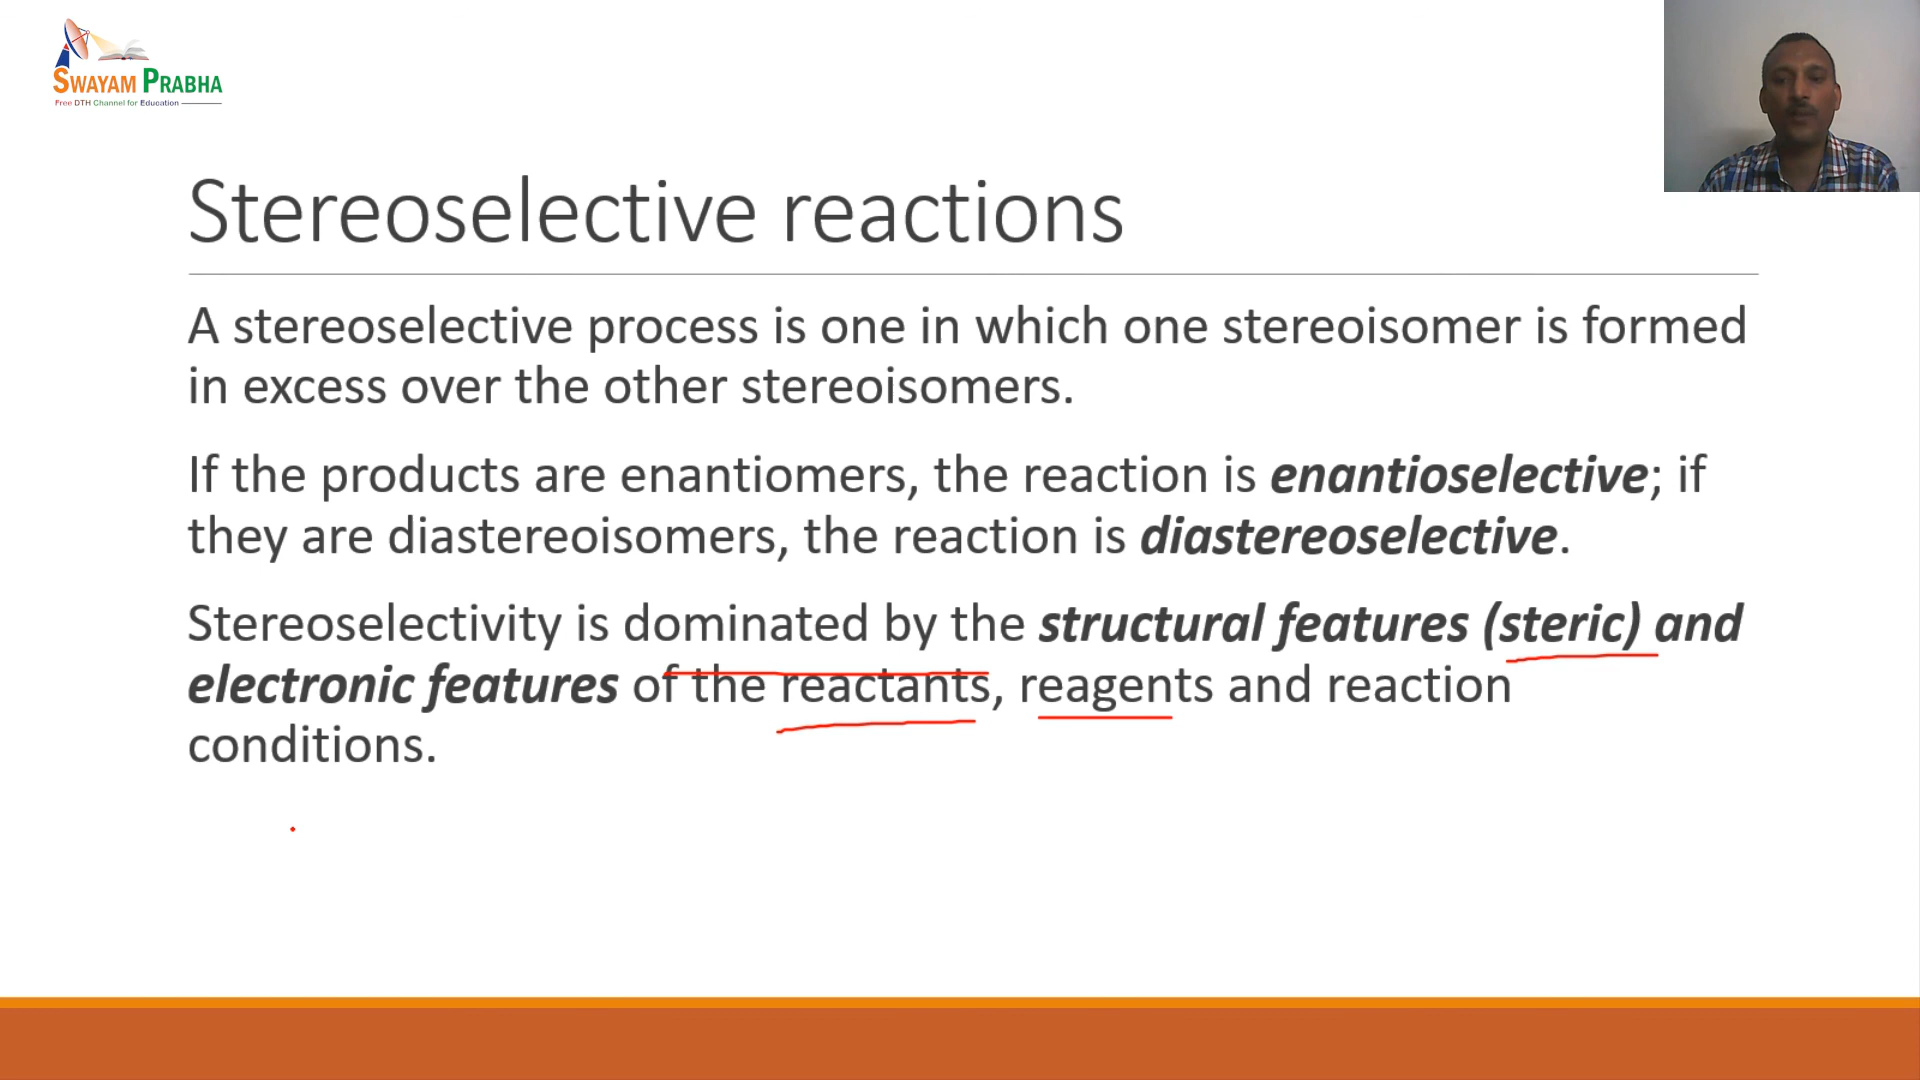 SWAYAM PRABHA
Free DTH Channel for Education
Stereoselective reactions
A stereoselective process is one in which one stereoisomer is formed
in excess over the other stereoisomers.
If the products are enantiomers, the reaction is enantioselective; if
they are diastereoisomers, the reaction is diastereoselective.
Stereoselectivity is dominated by the structural features (steric) and
electronic features of the reactants, reagents and reaction
conditions.